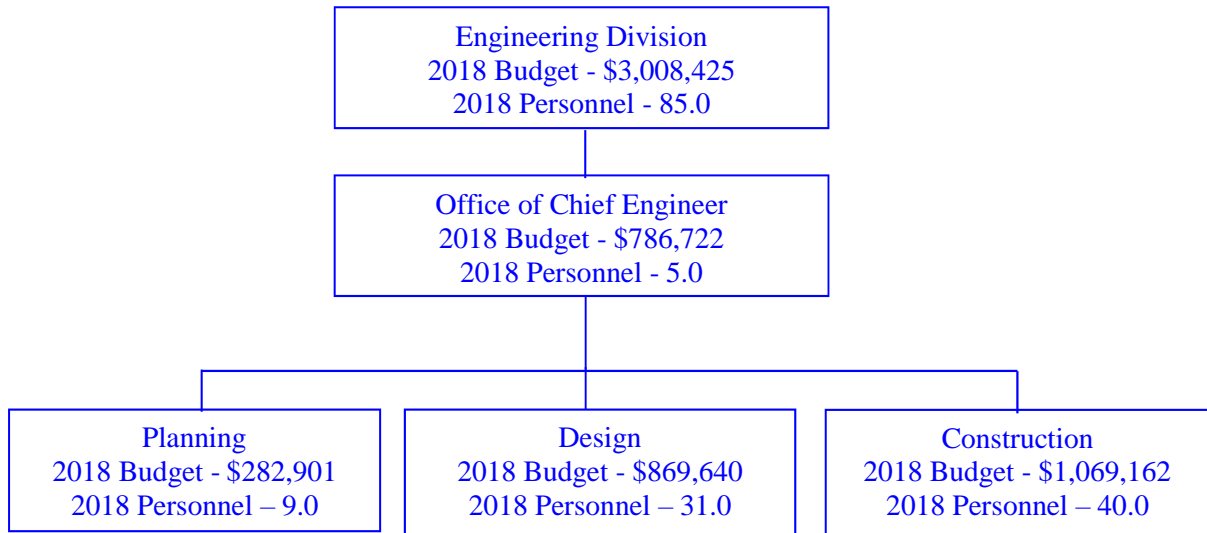 Engineering Division
2018 Budget - $3,008,425
2018 Personnel - 85.0
Office of Chief Engineer
2018 Budget - $786,722
2018 Personnel - 5.0
Planning
2018 Budget - $282,901
2018 Personnel – 9.0
Design
2018 Budget - $869,640
2018 Personnel – 31.0
Construction
2018 Budget - $1,069,162
2018 Personnel – 40.0